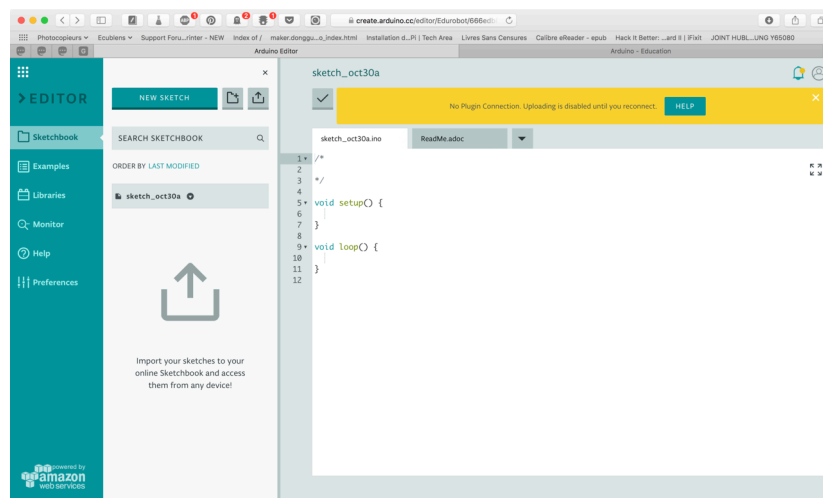 create.arduino.cc/editor/Edurobot/666edb
Photocopieurs Ecublens Support Foru...rinter - NEW Index of / maker.donggu...o_index.html Installation d...Pi | Tech Area Livres Sans Censures Calibre eReader - epub Hack It Better: ...ard II | iFixit JOINT HUBL...UNG Y65080
Arduino Editor
Arduino - Education
>EDITOR
Sketchbook
Examples
Libraries
Monitor
Help
Preferences
powered by
amazon
web services
×
NEW SKETCH
SEARCH SKETCHBOOK
ORDER BY LAST MODIFIED
sketch_oct30a
Import your sketches to your
online Sketchbook and access
them from any device!
sketch_oct30a
No Plugin Connection. Uploading is disabled until you reconnect. HELP
sketch_oct30a.ino ReadMe.adoc
1 /*
2
3 */
4
5 void setup() {
6
7 }
8
9 void loop() {
10
11 }
12